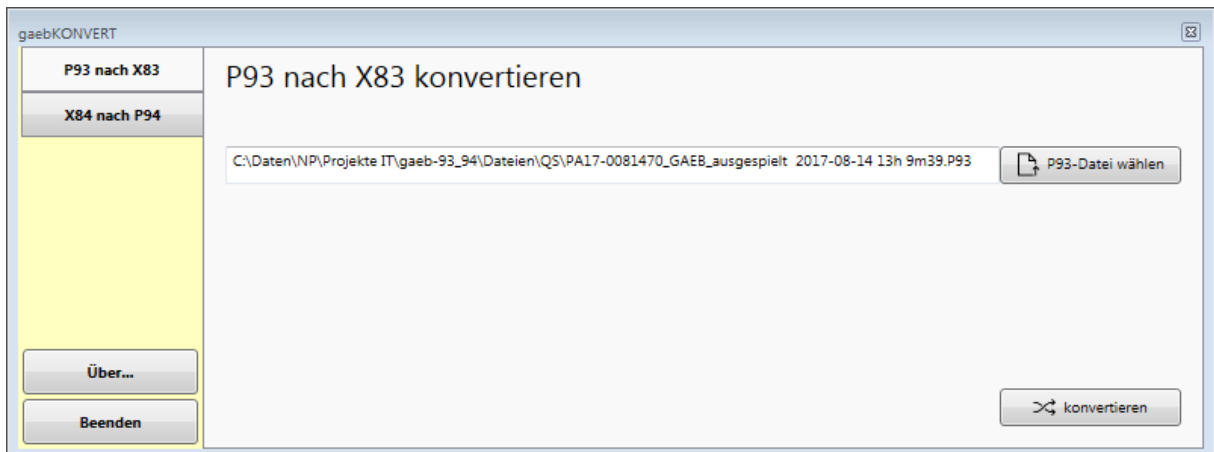 gaebKONVERT
P93 nach X83
P93 nach X83 konvertieren
X84 nach P94
C:\Daten\NP\Projekte IT\gaeb-93_94\Dateien\QS\PA17-0081470_GAEB_ausgespielt  2017-08-14 13h 9m39.P93
P93-Datei wählen
Über...
konvertieren
Beenden